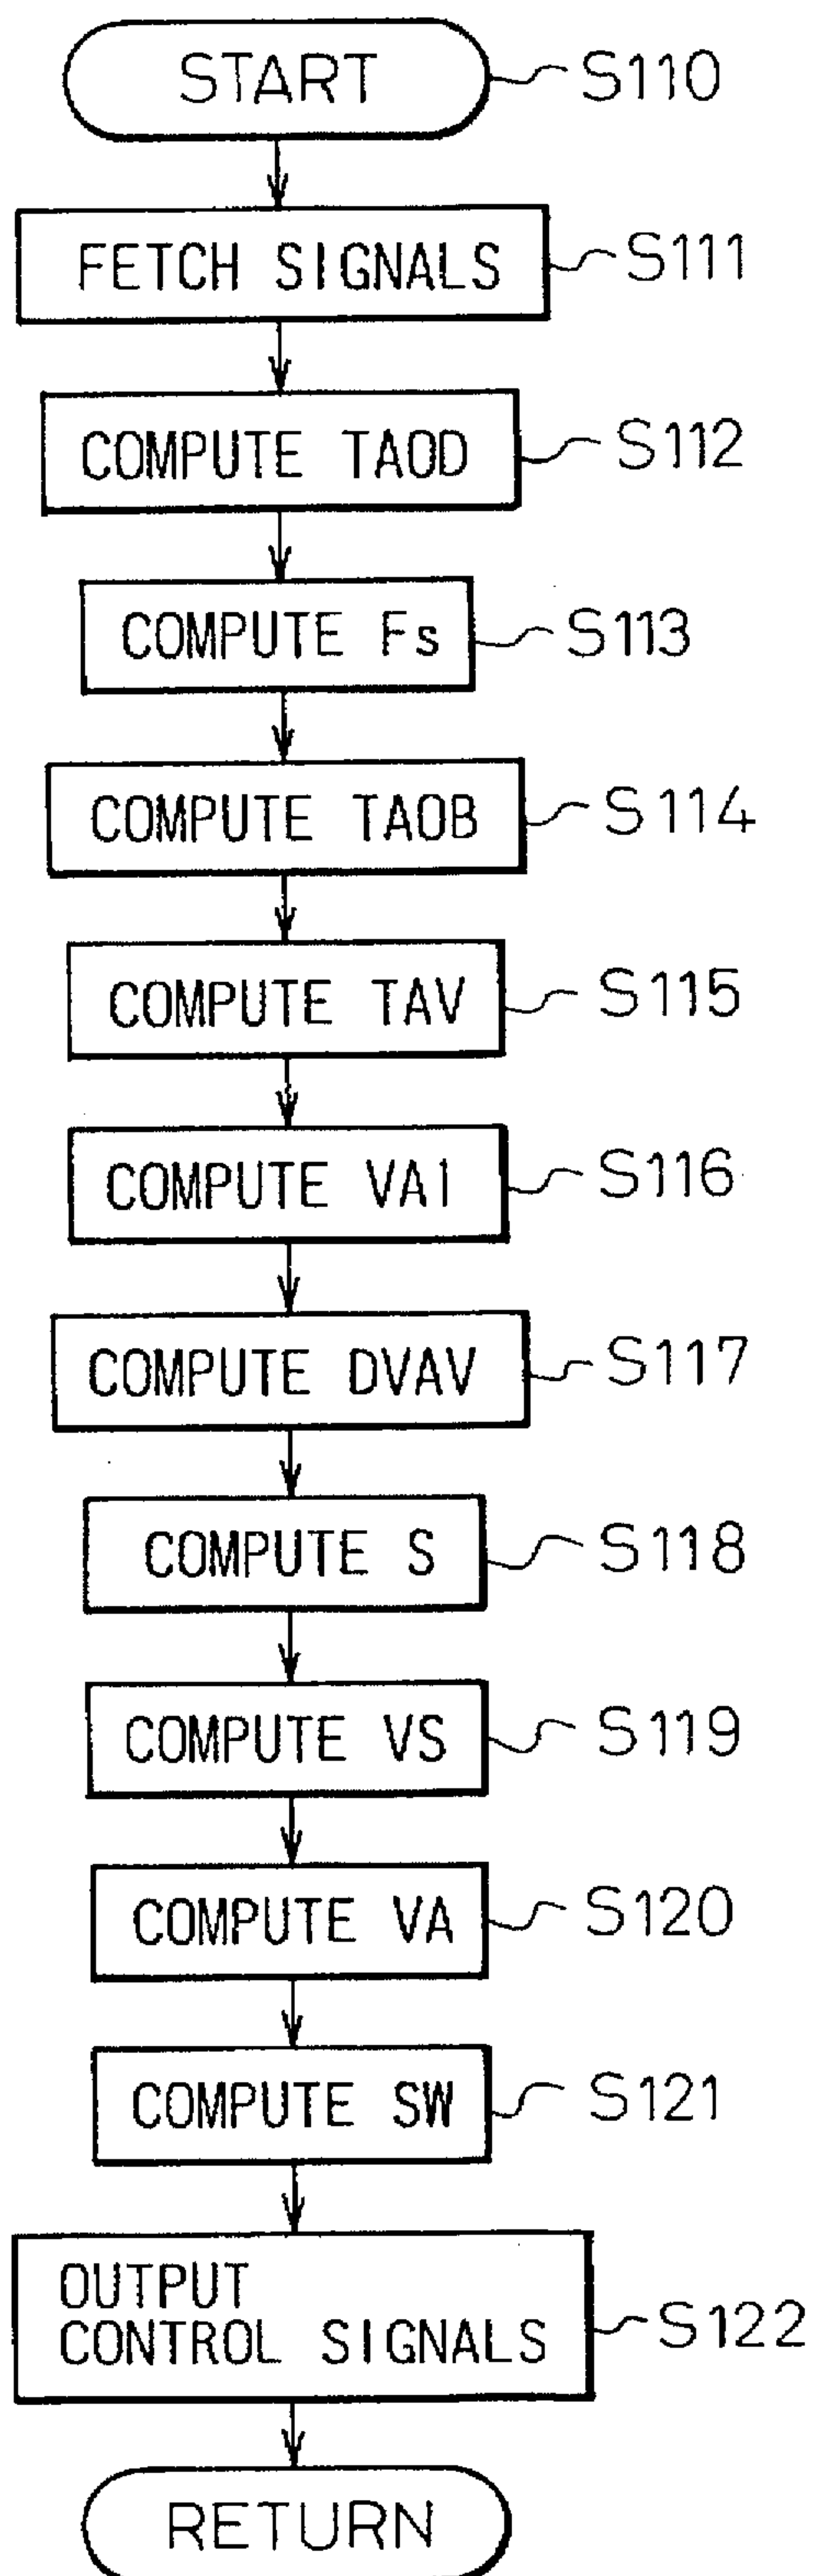 START S110
FETCH SIGNALS S111
COMPUTE TAOD S112
COMPUTE Fs S113
COMPUTE TAOB S114
COMPUTE TAV S115
COMPUTE VA1 S116
COMPUTE DVAV S117
COMPUTE S S118
COMPUTE VS S119
COMPUTE VA S120
COMPUTE SW S121
OUTPUT
CONTROL SIGNALS S122
RETURN